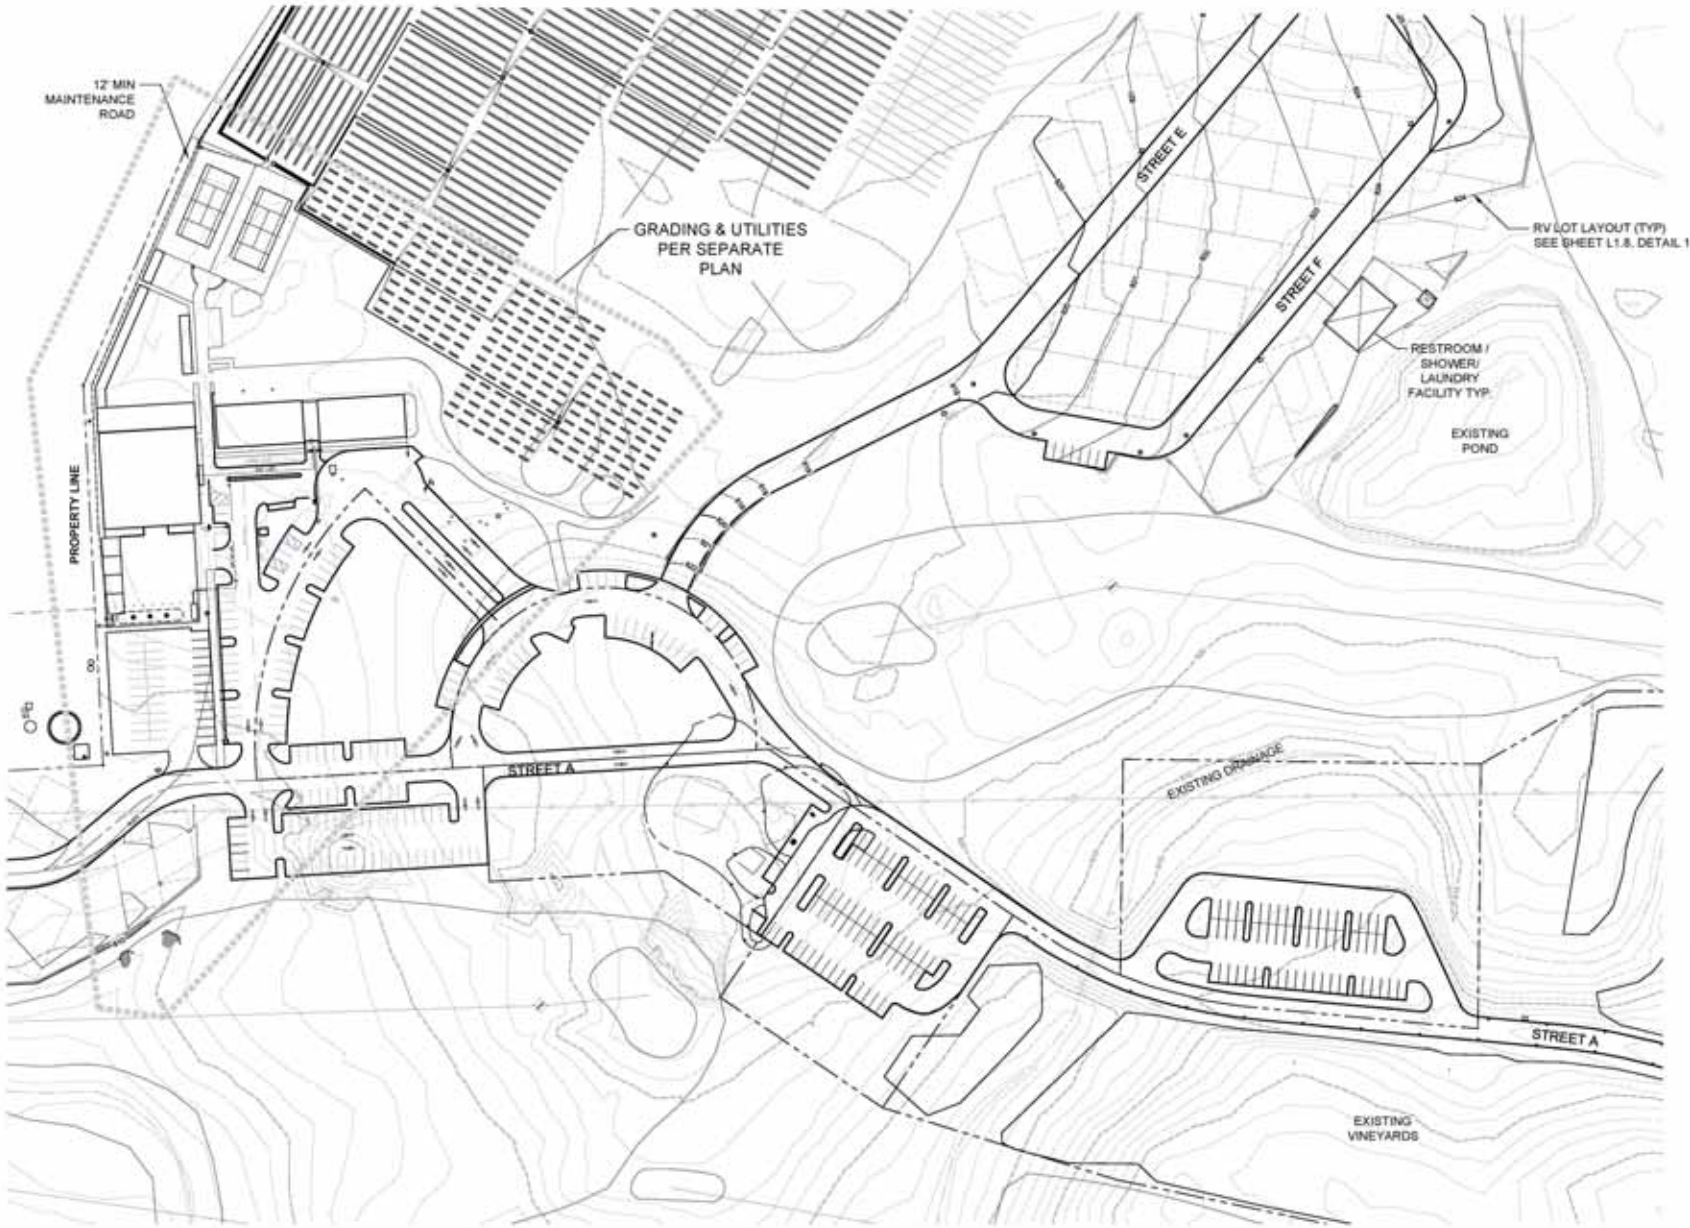 12' MIN
MAINTENANCE
ROAD
GRADING & UTILITIES
PER SEPARATE
PLAN
STREET E
STREET F
RV LOT LAYOUT (TYP)
SEE SHEET L1.8, DETAIL 1
RESTROOM /
SHOWER/
LAUNDRY
FACILITY TYP.
EXISTING
POND
PROPERTY LINE
STREET A
EXISTING DRAINAGE
STREET A
EXISTING
VINEYARDS